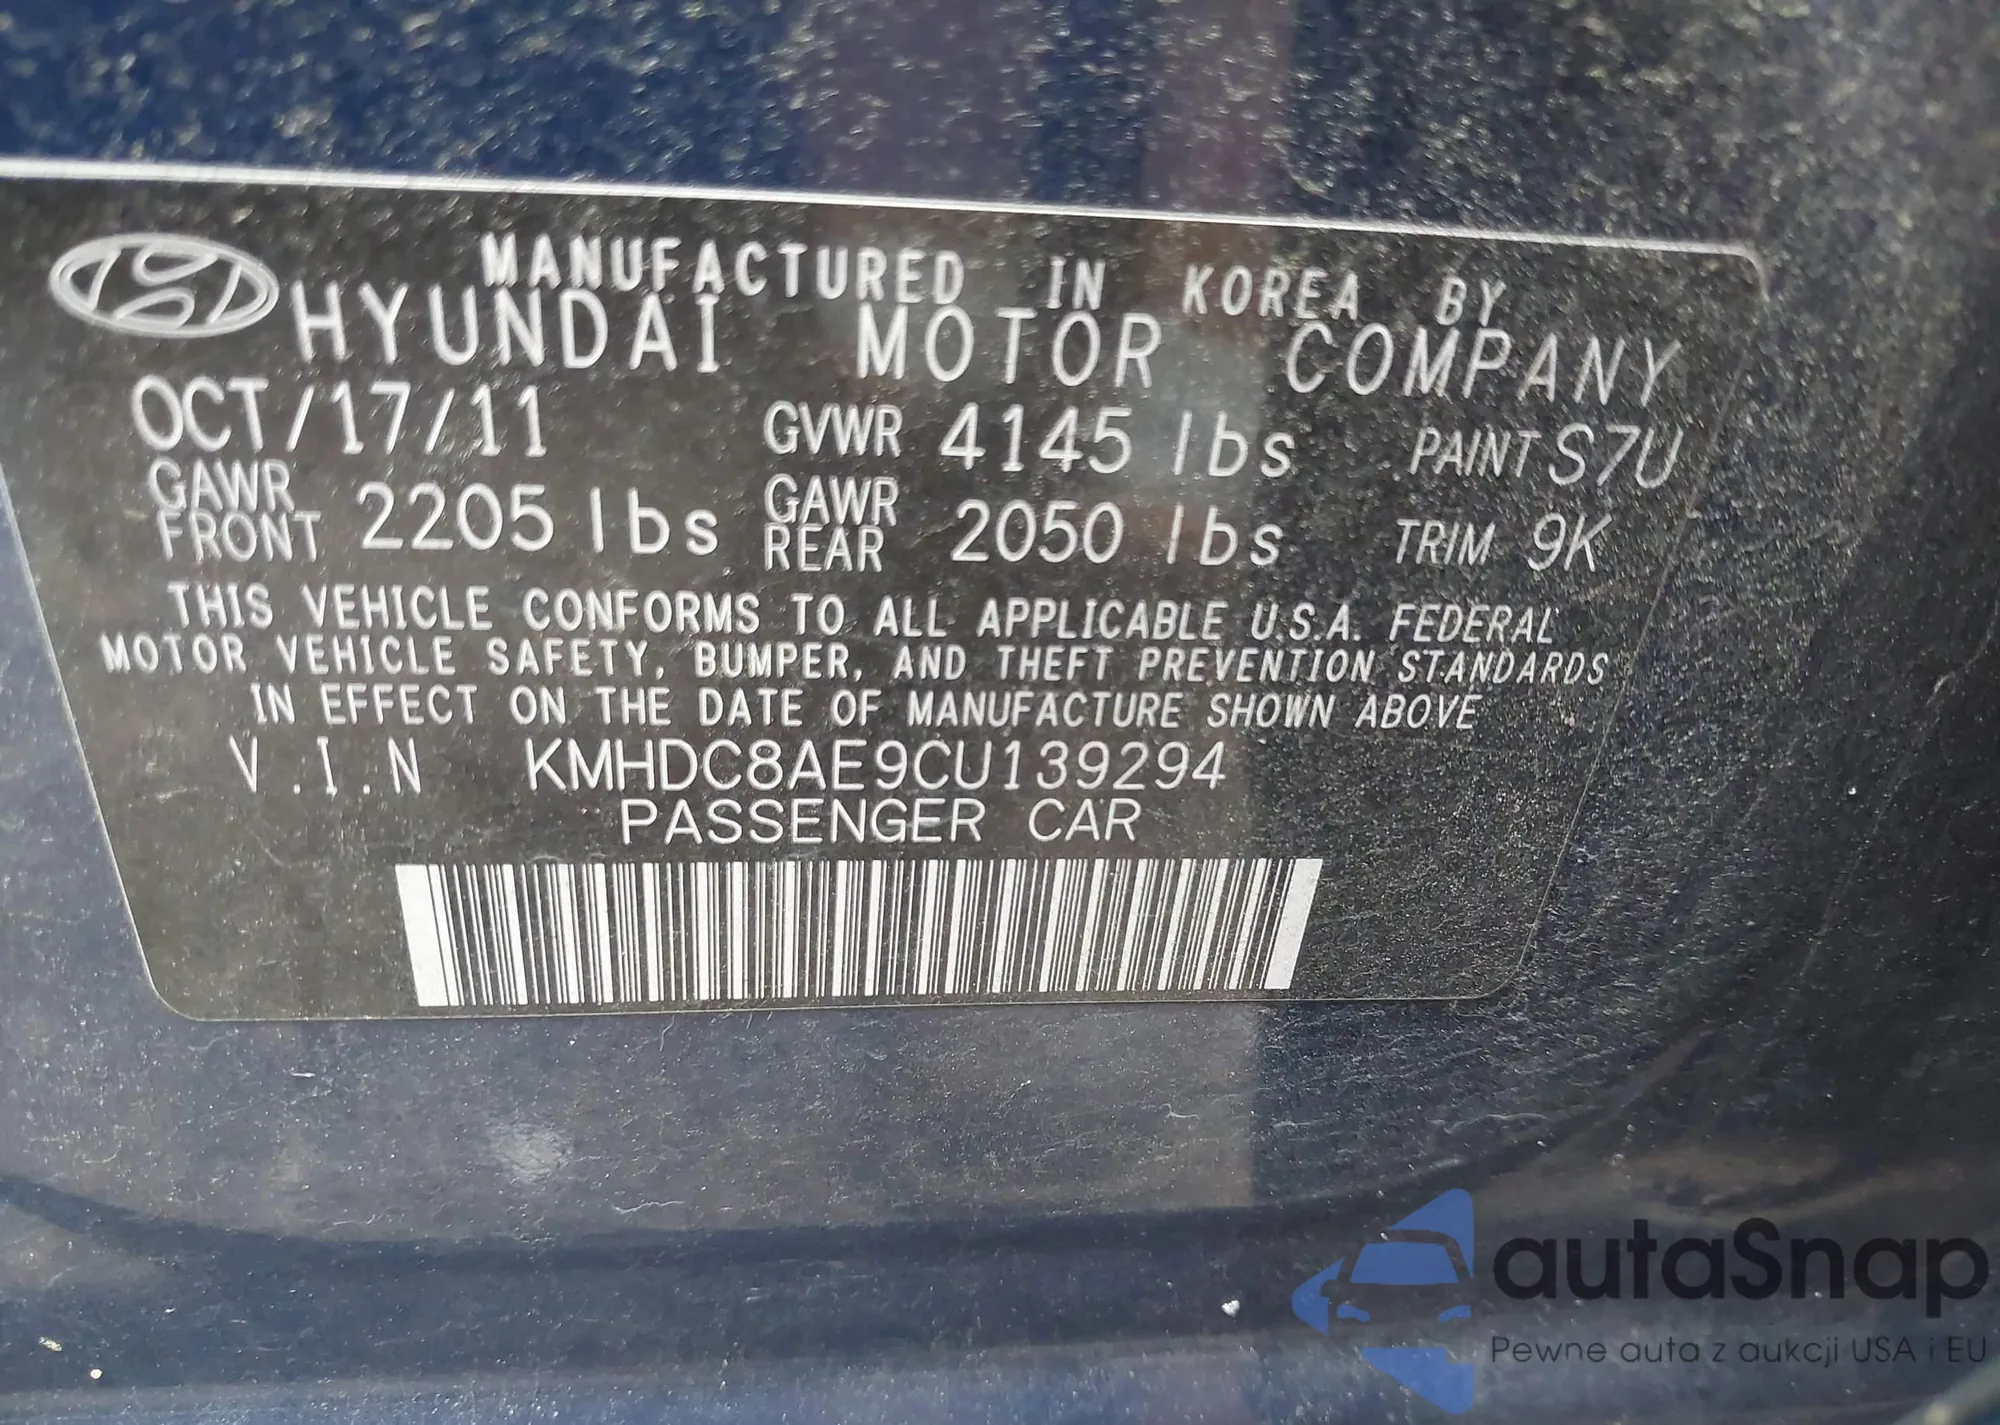 MANUFACTURED IN KOREA BY
HYUNDAI MOTOR COMPANY
OCT/17/11 GVWR 4145 lbs PAINT S7U
GAWR FRONT 2205 lbs GAWR REAR 2050 lbs TRIM 9K
THIS VEHICLE CONFORMS TO ALL APPLICABLE U.S.A. FEDERAL
MOTOR VEHICLE SAFETY, BUMPER, AND THEFT PREVENTION STANDARDS
IN EFFECT ON THE DATE OF MANUFACTURE SHOWN ABOVE
V.I.N KMHDC8AE9CU139294
PASSENGER CAR
autaSnap
Pewne auta z aukcji USA i EU